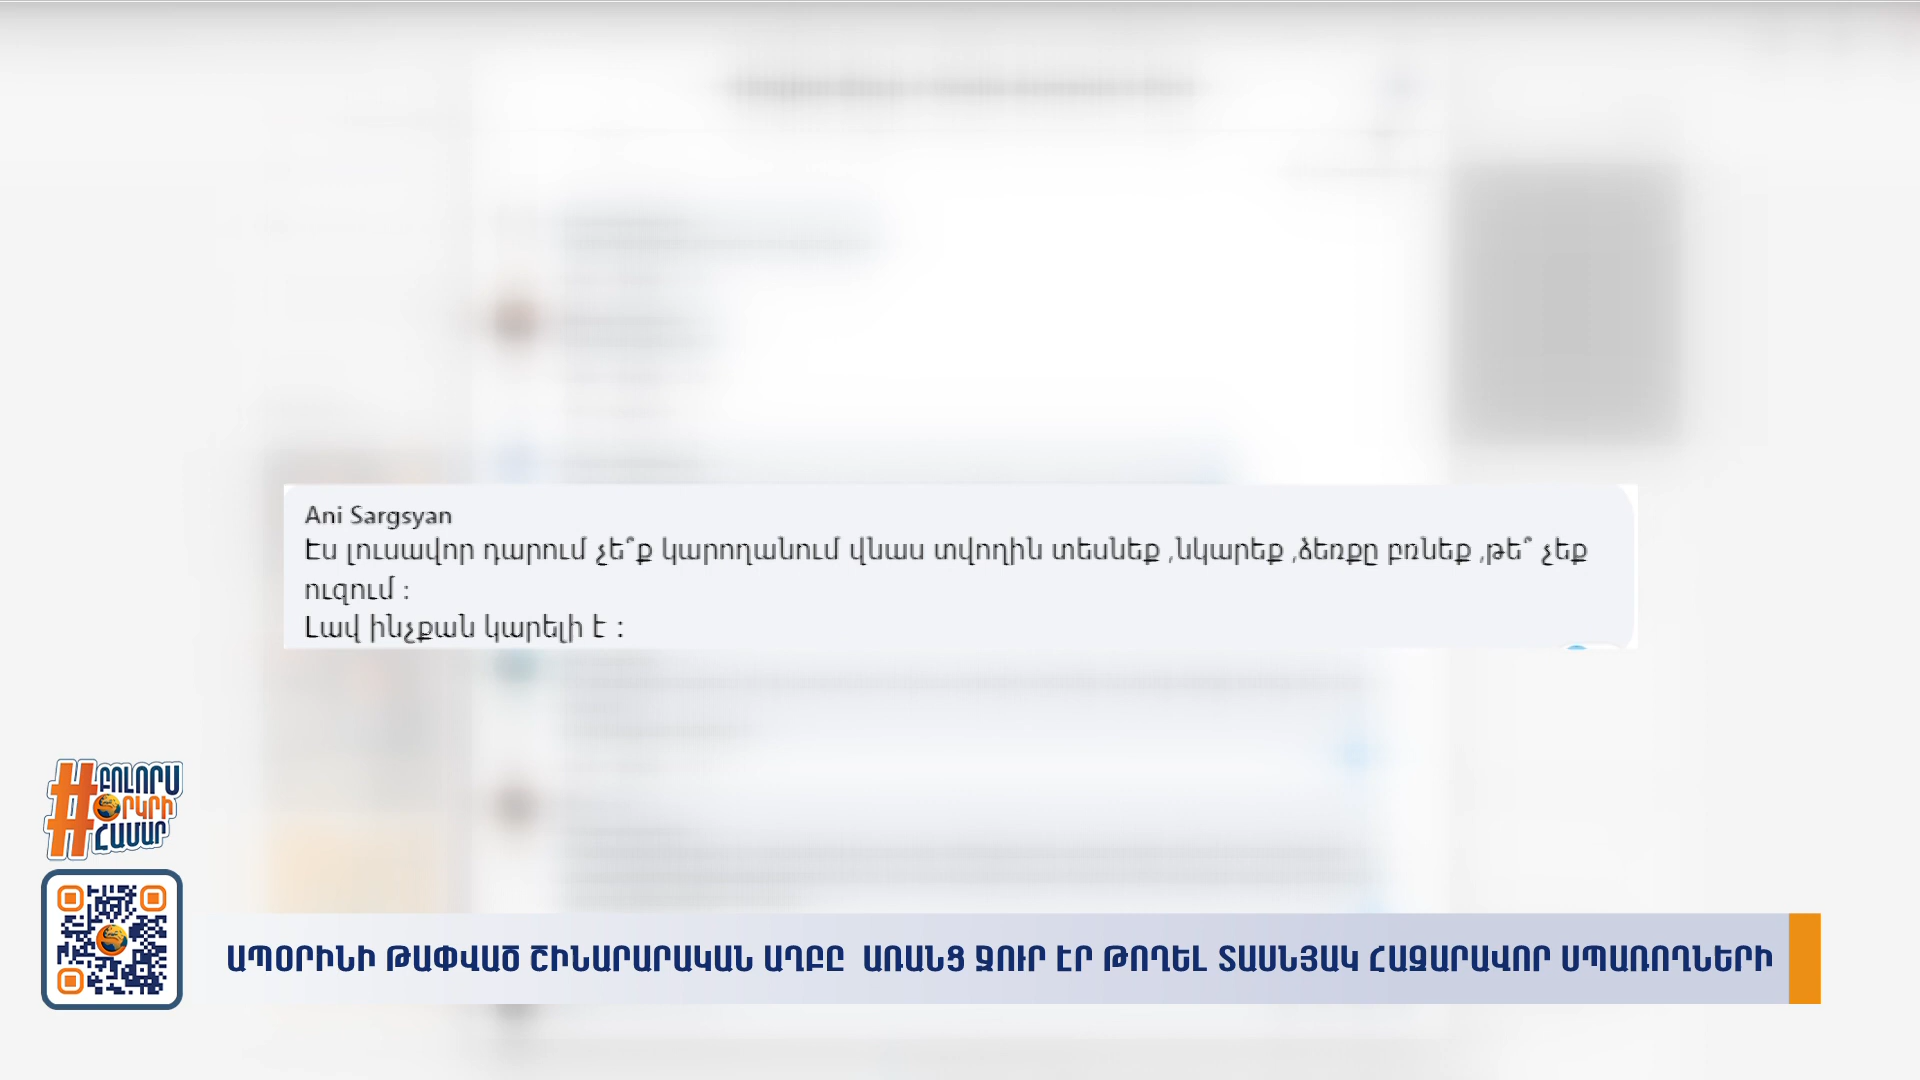 Ani Sargsyan
Էս լուսավոր դարում չե՞ք կարողանում վնաս տվողին տեսնեք ,նկարեք ,ձեռքը բռնեք ,թե՞ չեք
ուզում :
Լավ ինչքան կարելի է :
#ԲՈԼՈՐՍ
ՕՐԿՐԻ
ՀԱՄԱՐ
ԱՊՕՐԻՆԻ ԹԱՓՎԱԾ ՇԻՆԱՐԱՐԱԿԱՆ ԱՂԲԸ ԱՌԱՆՑ ՋՈՒՐ ԷՐ ԹՈՂԵԼ ՏԱՍՆՅԱԿ ՀԱԶԱՐԱՎՈՐ ՍՊԱՌՈՂՆԵՐԻ